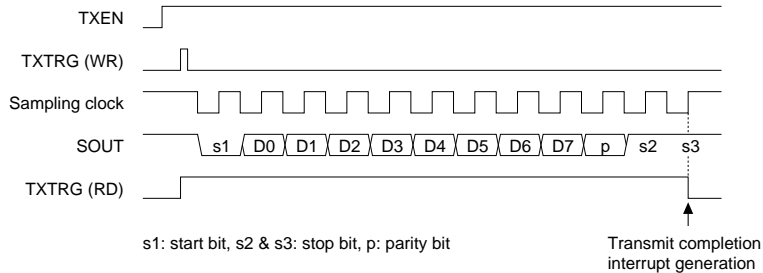 TXEN
TXTRG (WR)
Sampling clock
SOUT s1 D0 D1 D2 D3 D4 D5 D6 D7 p s2 s3
TXTRG (RD)
s1: start bit, s2 & s3: stop bit, p: parity bit
Transmit completion
interrupt generation